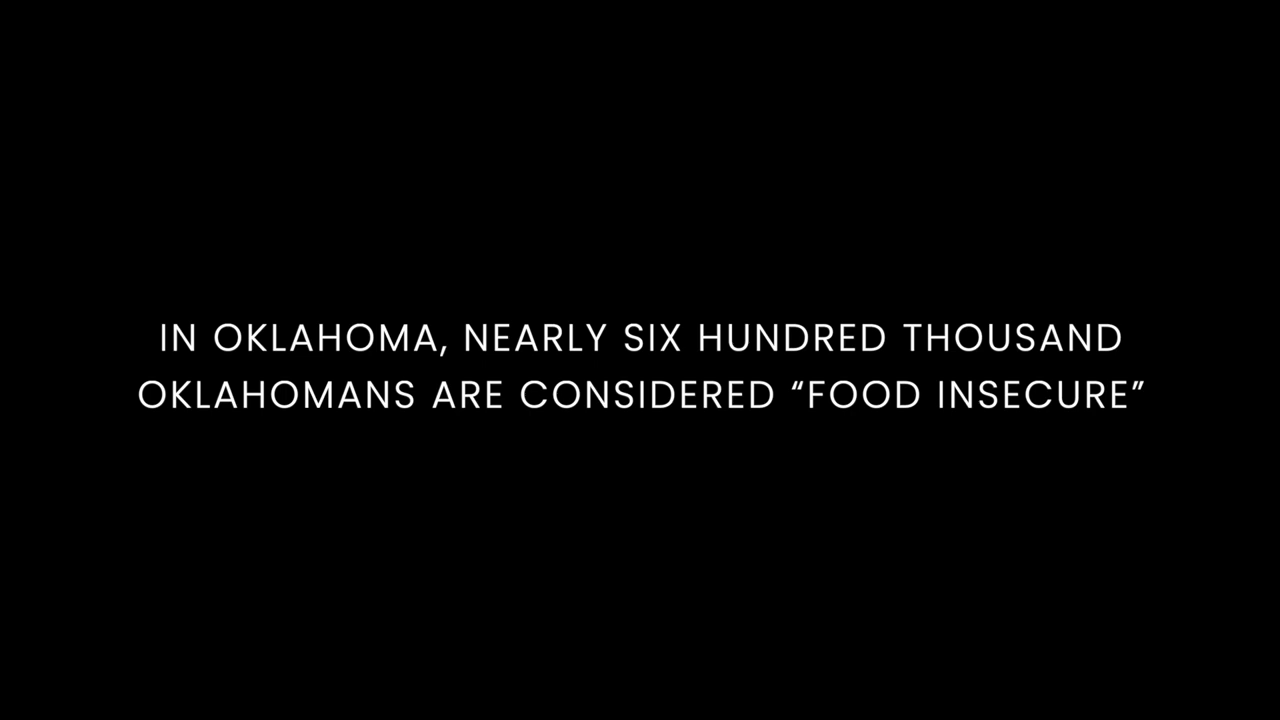 IN OKLAHOMA, NEARLY SIX HUNDRED THOUSAND
OKLAHOMANS ARE CONSIDERED “FOOD INSECURE”